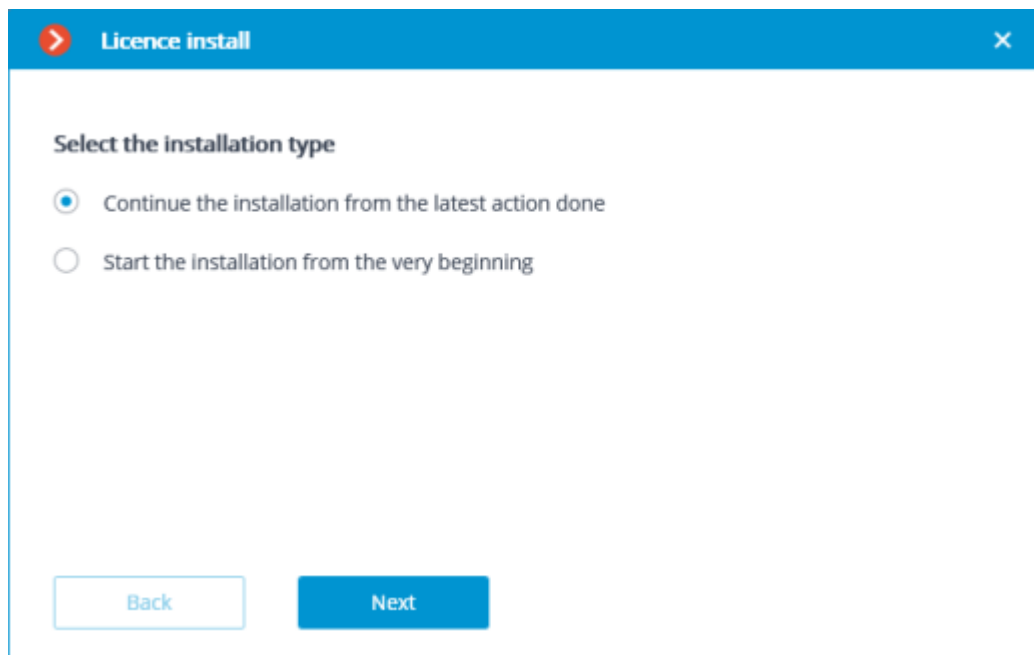 Licence install
Select the installation type
Continue the installation from the latest action done
Start the installation from the very beginning
Back
Next